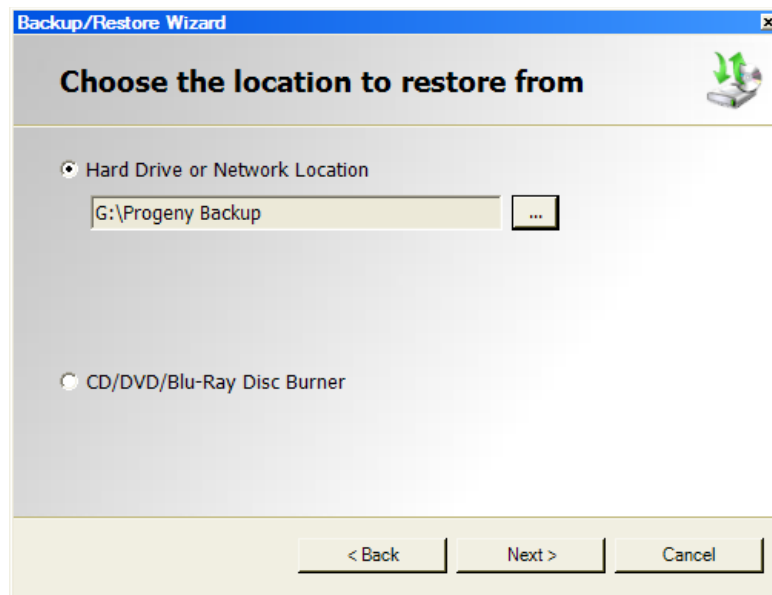 Backup/Restore Wizard
Choose the location to restore from
Hard Drive or Network Location
G:\Progeny Backup
...
CD/DVD/Blu-Ray Disc Burner
< Back Next > Cancel